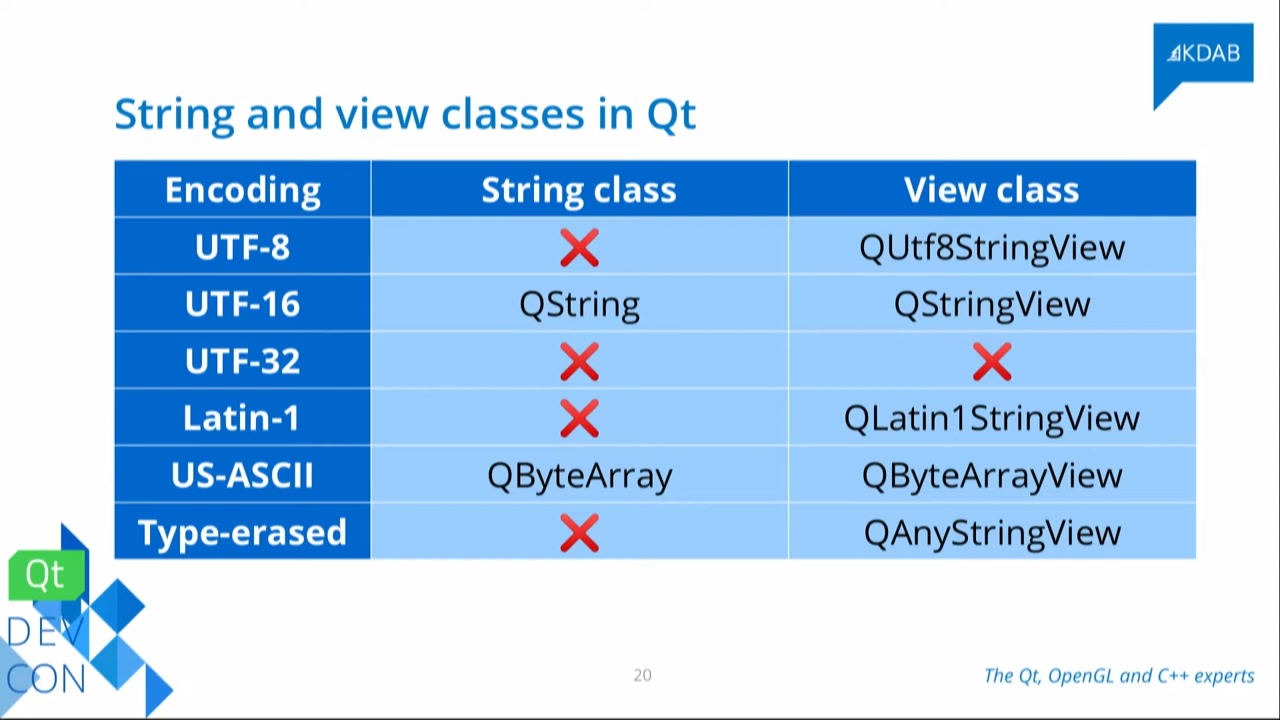 KDAB
String and view classes in Qt
Encoding String class View class
UTF-8 ❌ QUtf8StringView
UTF-16 QString QStringView
UTF-32 ❌ ❌
Latin-1 ❌ QLatin1StringView
US-ASCII QByteArray QByteArrayView
Type-erased ❌ QAnyStringView
Qt
DEV
CON
20
The Qt, OpenGL and C++ experts